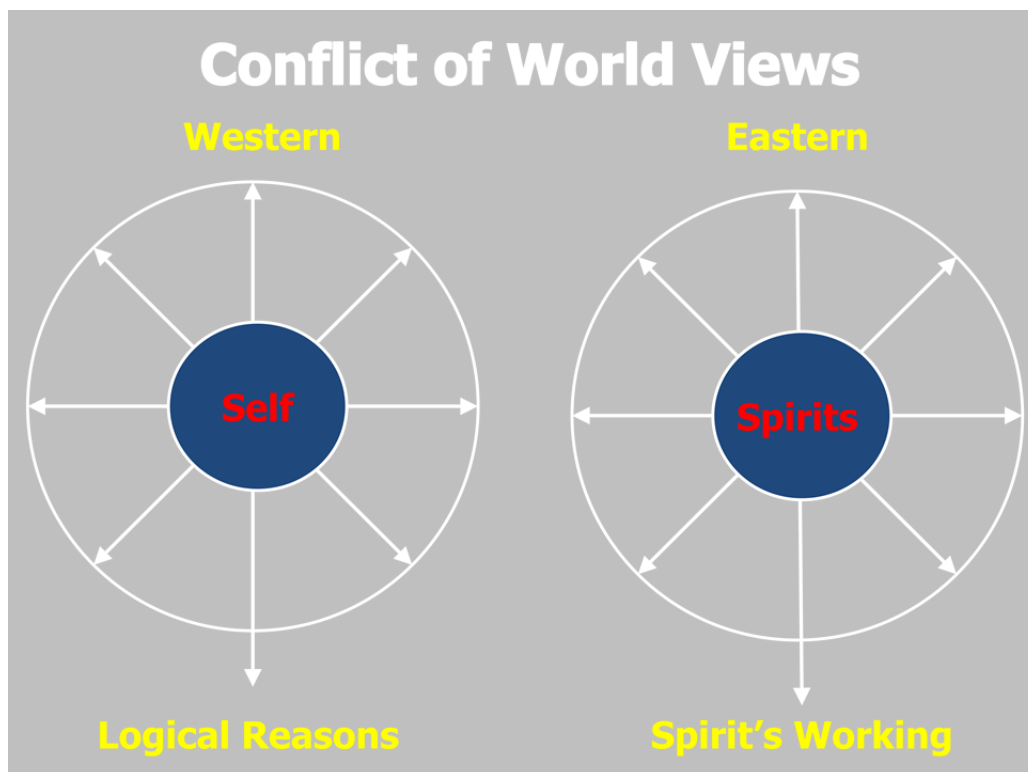 Conflict of World Views
Western
Eastern
Self
Spirits
Logical Reasons
Spirit’s Working